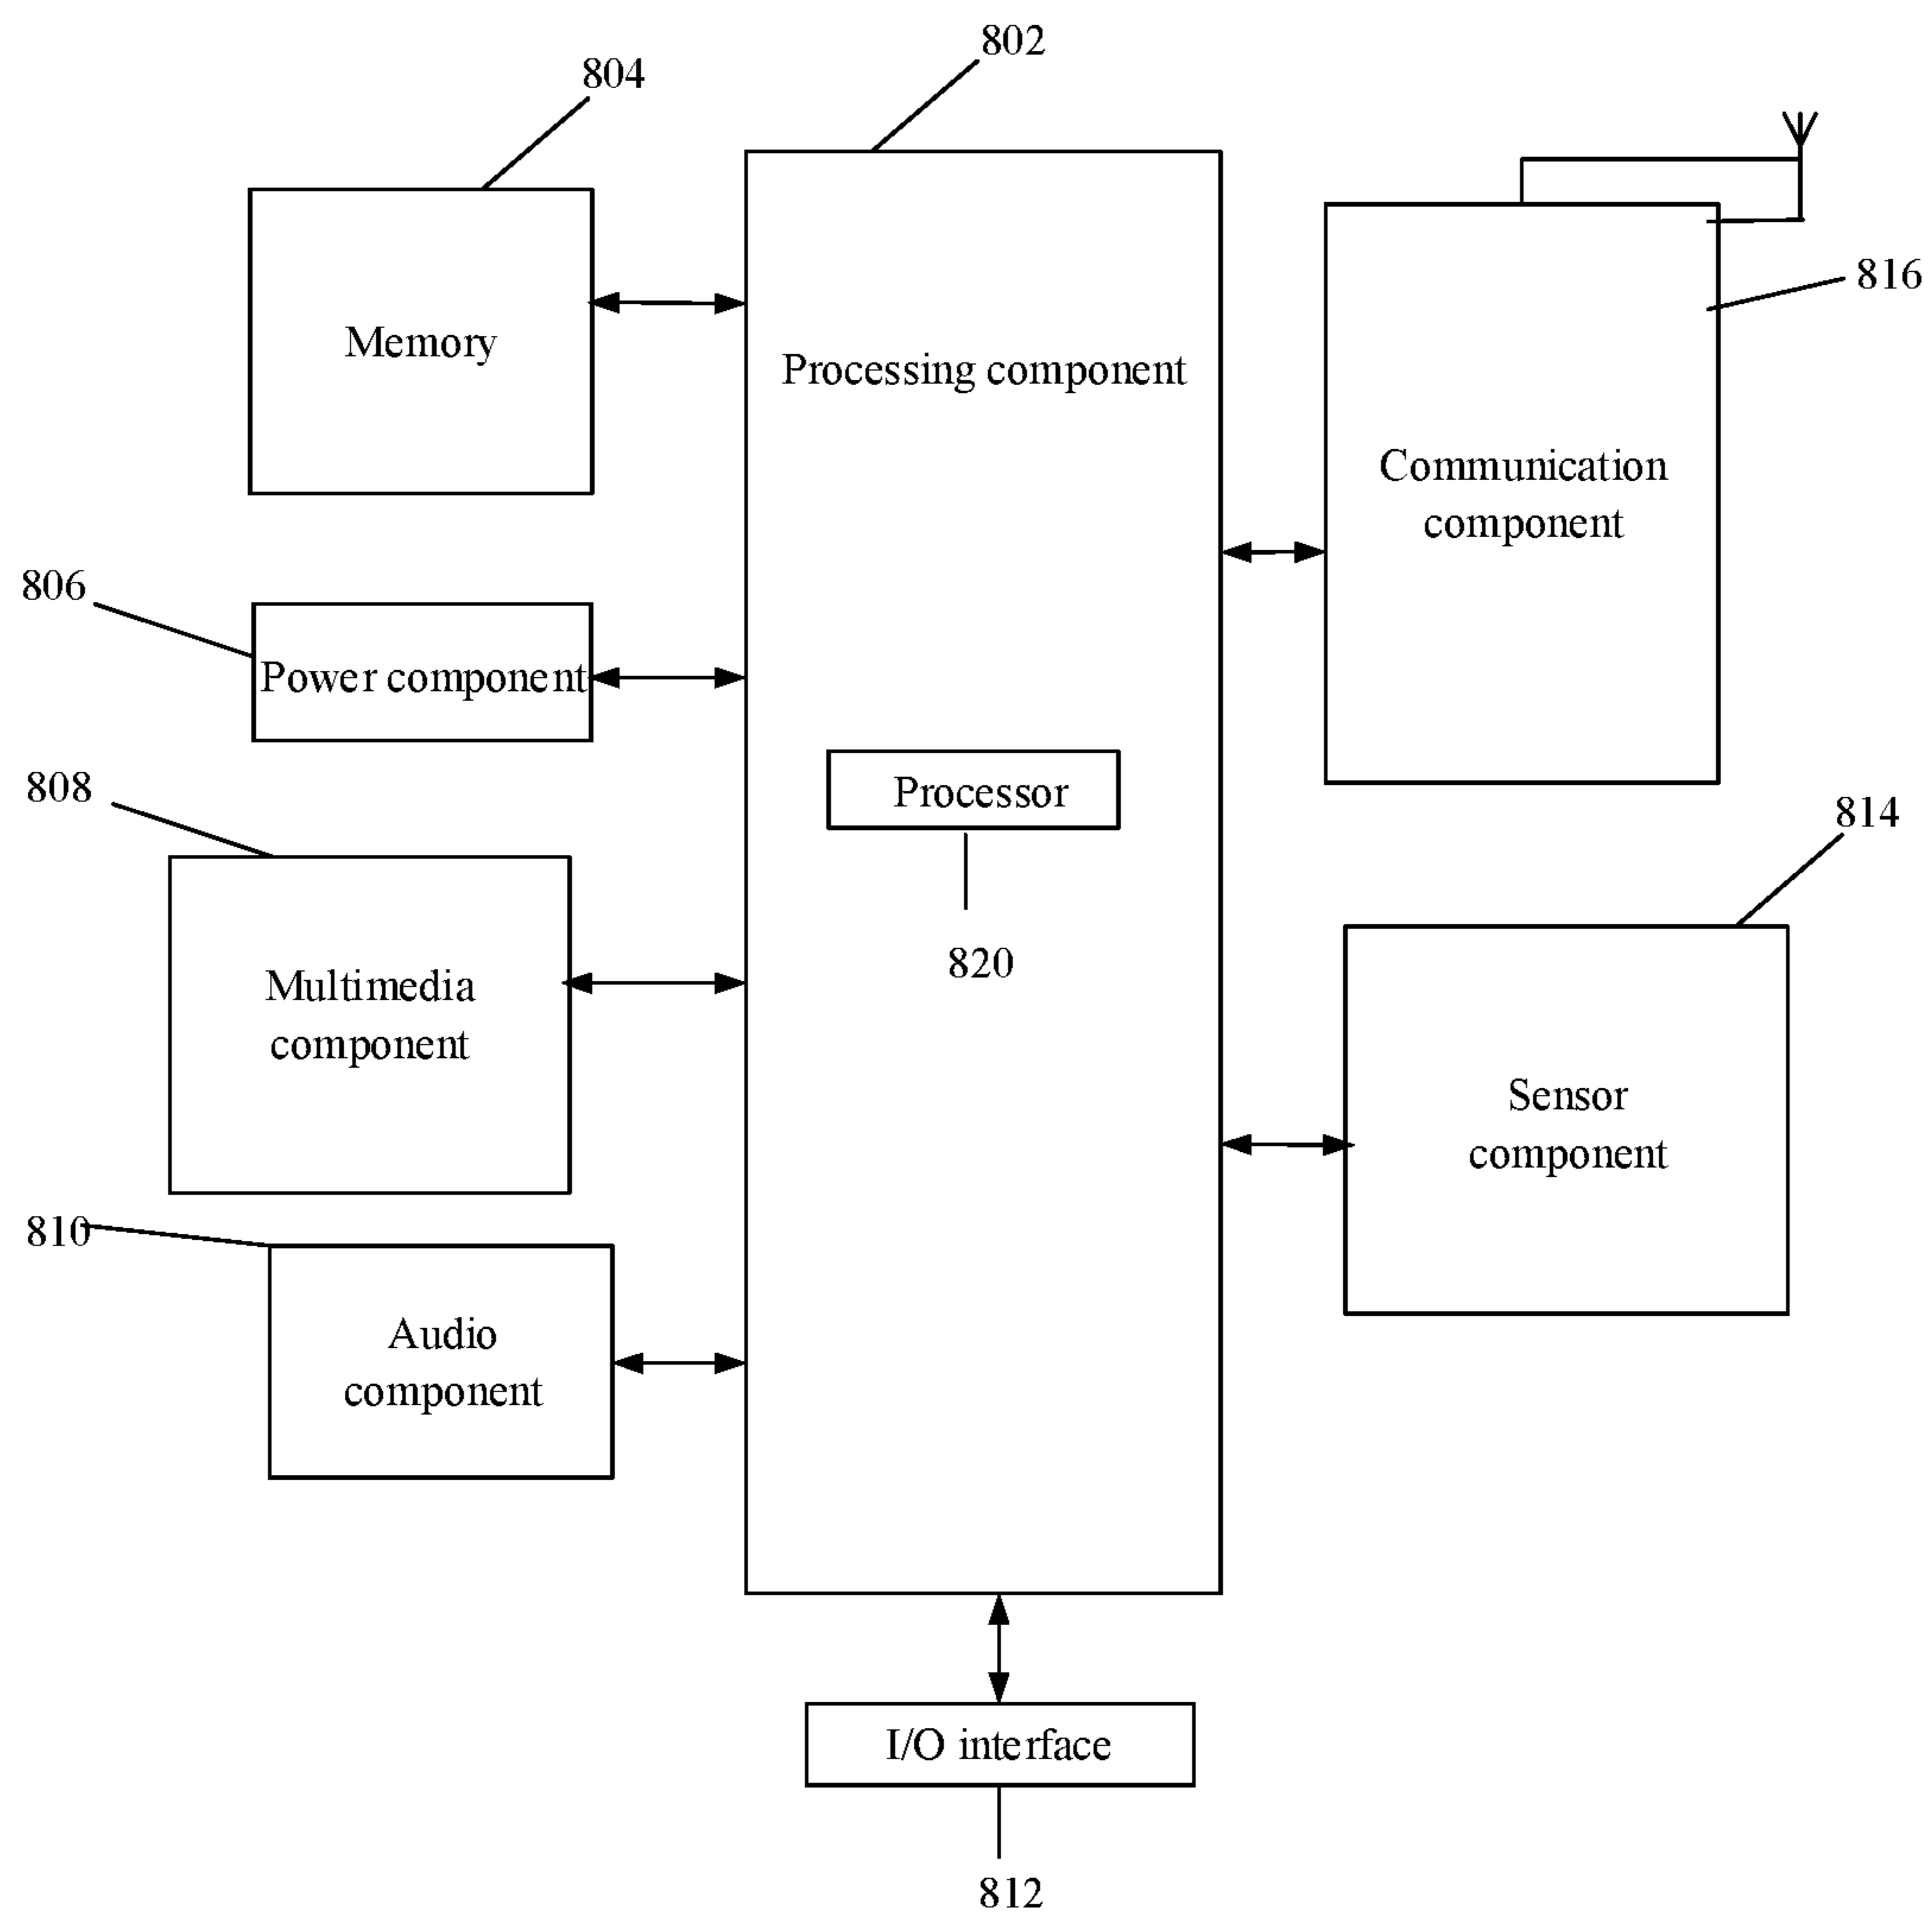 802
804
816
Memory
Processing component
Communication
component
806
Power component
808
Processor
814
820
Multimedia
component
Sensor
component
810
Audio
component
I/O interface
812